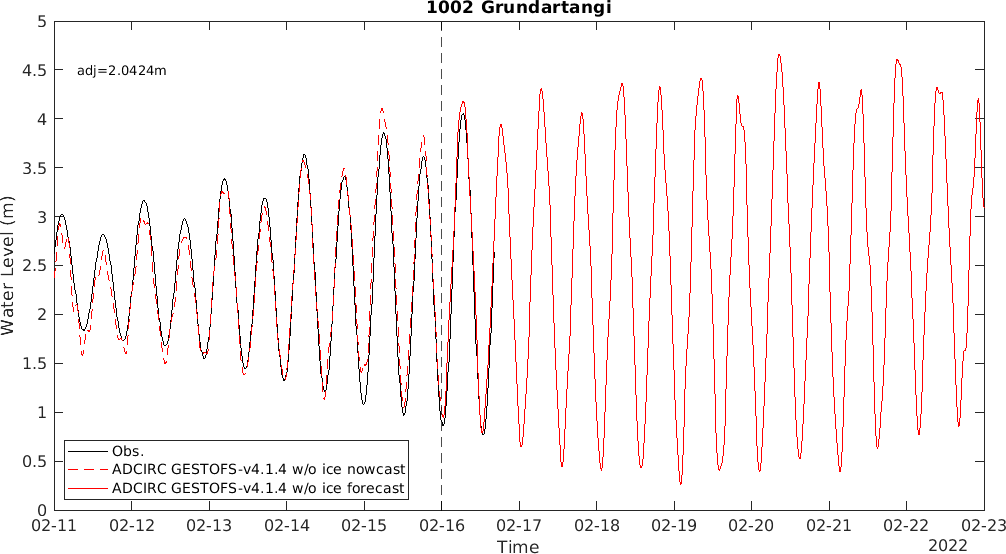 1002 Grundartangi
adj=2.0424m
Water Level (m)
5
4.5
4
3.5
3
2.5
2
1.5
1
0.5
0
Obs.
ADCIRC GESTOFS-v4.1.4 w/o ice nowcast
ADCIRC GESTOFS-v4.1.4 w/o ice forecast
02-11 02-12 02-13 02-14 02-15 02-16 02-17 02-18 02-19 02-20 02-21 02-22 02-23
Time
2022